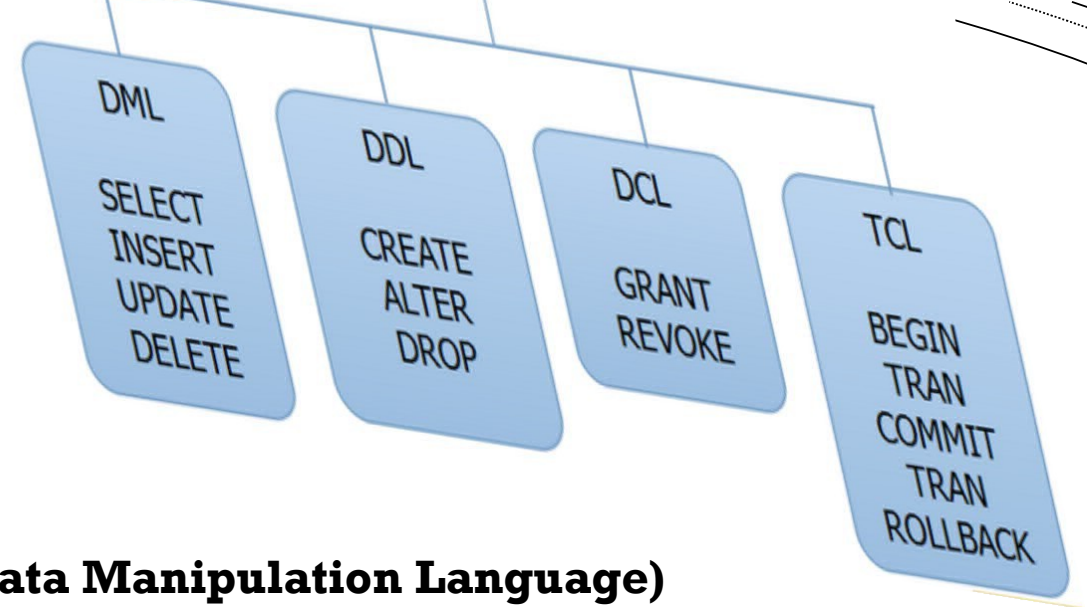 DML
SELECT
INSERT
UPDATE
DELETE
DDL
CREATE
ALTER
DROP
DCL
GRANT
REVOKE
TCL
BEGIN
TRAN
COMMIT
TRAN
ROLLBACK
ata Manipulation Language)